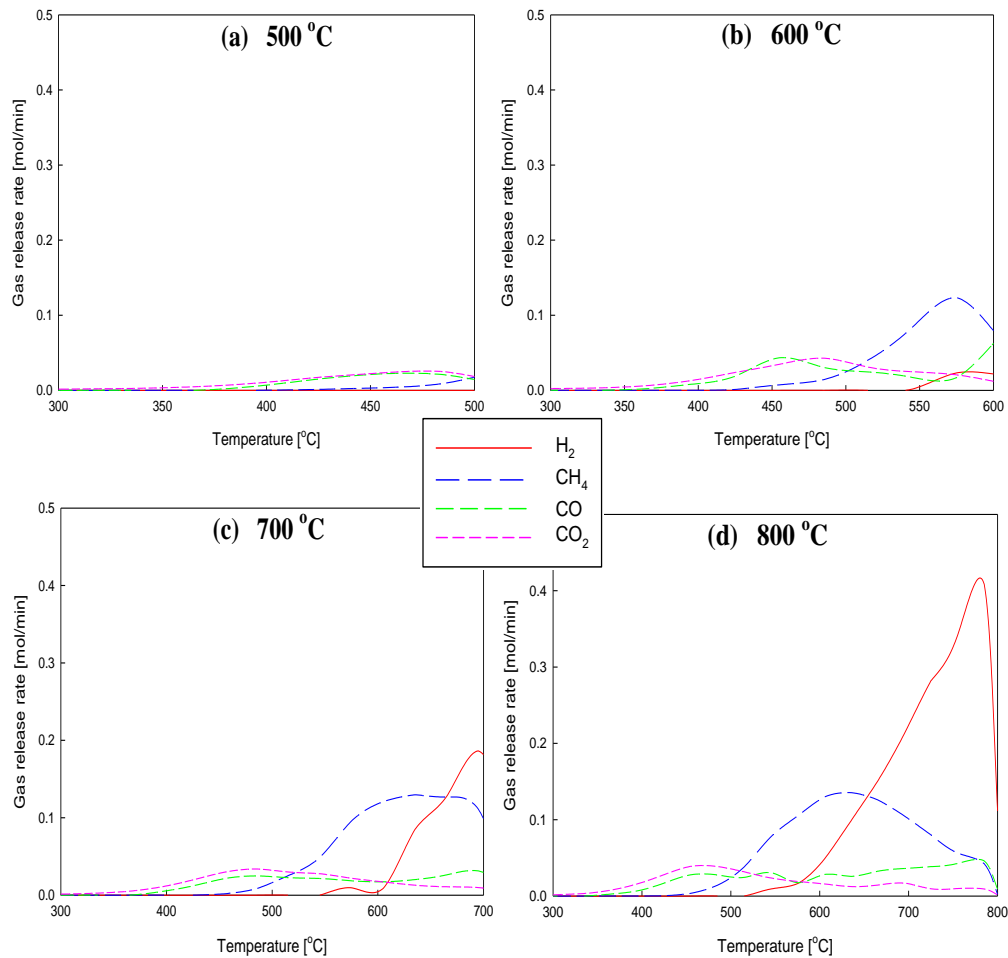 (a) 500 °C
Gas release rate [mol/min]
0.5
0.4
0.3
0.2
0.1
0.0
300 350 400 450 500
Temperature [°C]
(b) 600 °C
Gas release rate [mol/min]
0.5
0.4
0.3
0.2
0.1
0.0
300 350 400 450 500 550 600
Temperature [°C]
H₂
CH₄
CO
CO₂
(c) 700 °C
Gas release rate [mol/min]
0.5
0.4
0.3
0.2
0.1
0.0
300 400 500 600 700
Temperature [°C]
(d) 800 °C
Gas release rate [mol/min]
0.4
0.3
0.2
0.1
0.0
300 400 500 600 700 800
Temperature [°C]